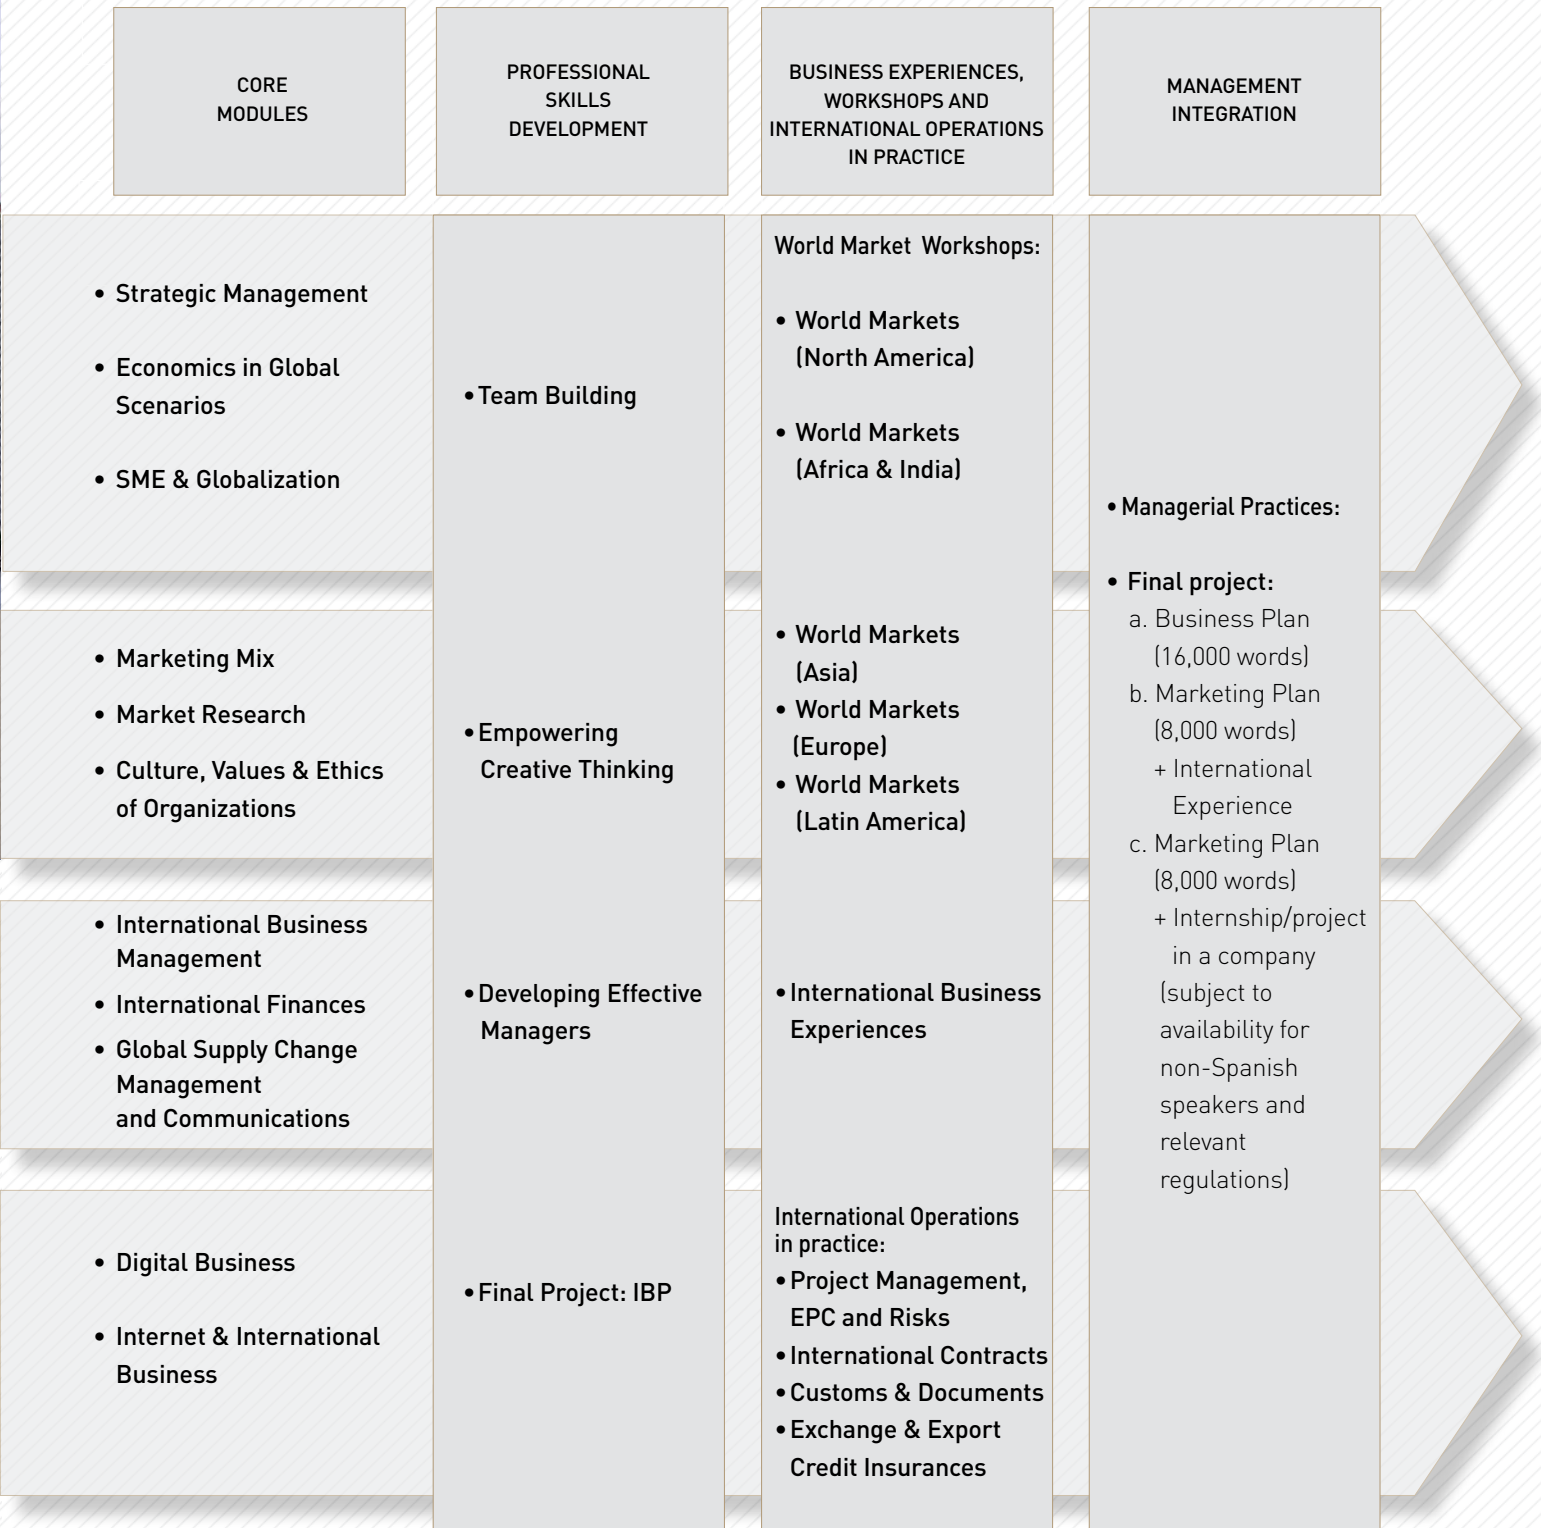 CORE
MODULES
PROFESSIONAL
SKILLS
DEVELOPMENT
BUSINESS EXPERIENCES,
WORKSHOPS AND
INTERNATIONAL OPERATIONS
IN PRACTICE
MANAGEMENT
INTEGRATION
• Strategic Management
• Economics in Global
Scenarios
• SME & Globalization
• Marketing Mix
• Market Research
• Culture, Values & Ethics
of Organizations
• International Business
Management
• International Finances
• Global Supply Change
Management
and Communications
• Digital Business
• Internet & International
Business
• Team Building
• Empowering
Creative Thinking
• Developing Effective
Managers
• Final Project: IBP
World Market Workshops:
• World Markets
(North America)
• World Markets
(Africa & India)
• World Markets
(Asia)
• World Markets
(Europe)
• World Markets
(Latin America)
• International Business
Experiences
International Operations
in practice:
• Project Management,
EPC and Risks
• International Contracts
• Customs & Documents
• Exchange & Export
Credit Insurances
• Managerial Practices:
• Final project:
a. Business Plan
(16,000 words)
b. Marketing Plan
(8,000 words)
+ International
Experience
c. Marketing Plan
(8,000 words)
+ Internship/project
in a company
(subject to
availability for
non-Spanish
speakers and
relevant
regulations)